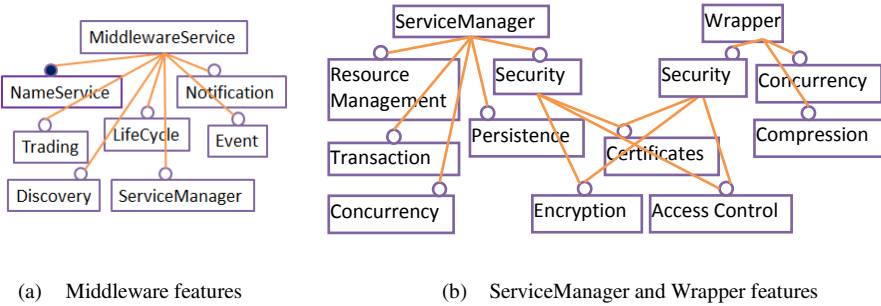 MiddlewareService
NameService
Notification
Trading
LifeCycle
Event
Discovery
ServiceManager
ServiceManager
Wrapper
Resource
Management
Security
Security
Concurrency
Transaction
Persistence
Certificates
Compression
Concurrency
Encryption
Access Control
(a) Middleware features
(b) ServiceManager and Wrapper features